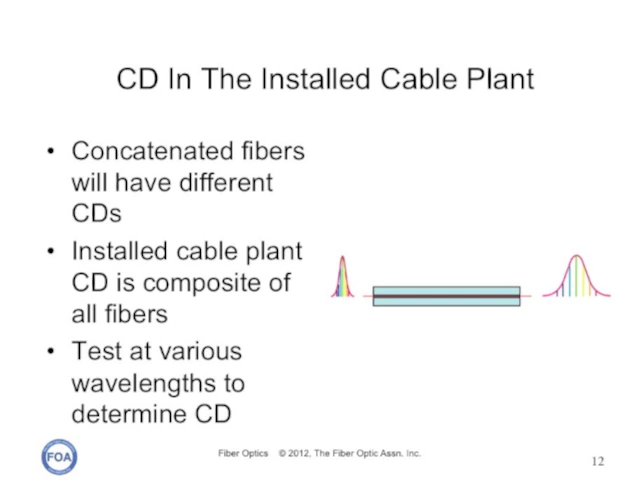 CD In The Installed Cable Plant
• Concatenated fibers
will have different
CDs
• Installed cable plant
CD is composite of
all fibers
• Test at various
wavelengths to
determine CD
FOA
Fiber Optics © 2012, The Fiber Optic Assn. Inc.
12